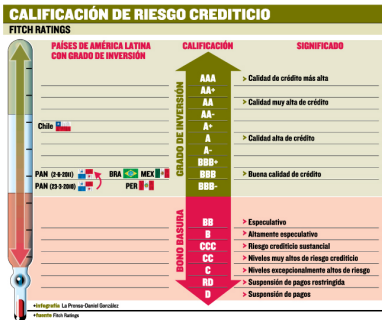 CALIFICACIÓN DE RIESGO CREDITICIO
FITCH RATINGS
PAÍSES DE AMÉRICA LATINA
CON GRADO DE INVERSIÓN
CALIFICACIÓN
SIGNIFICADO
GRADO DE INVERSIÓN
AAA
> Calidad de crédito más alta
AA+
AA
> Calidad muy alta de crédito
AA-
Chile
A+
A
> Calidad alta de crédito
A-
BBB+
PAN (2-6-2011)
BRA
MEX
BBB
> Buena calidad de crédito
PAN (23-3-2010)
PER
BBB-
BONO BASURA
BB
> Especulativo
B
> Altamente especulativo
CCC
> Riesgo crediticio sustancial
CC
> Niveles muy altos de riesgo crediticio
C
> Niveles excepcionalmente altos de riesgo
RD
> Suspensión de pagos restringida
D
> Suspensión de pagos
•Infografía La Prensa-Daniel González
•Fuente Fitch Ratings